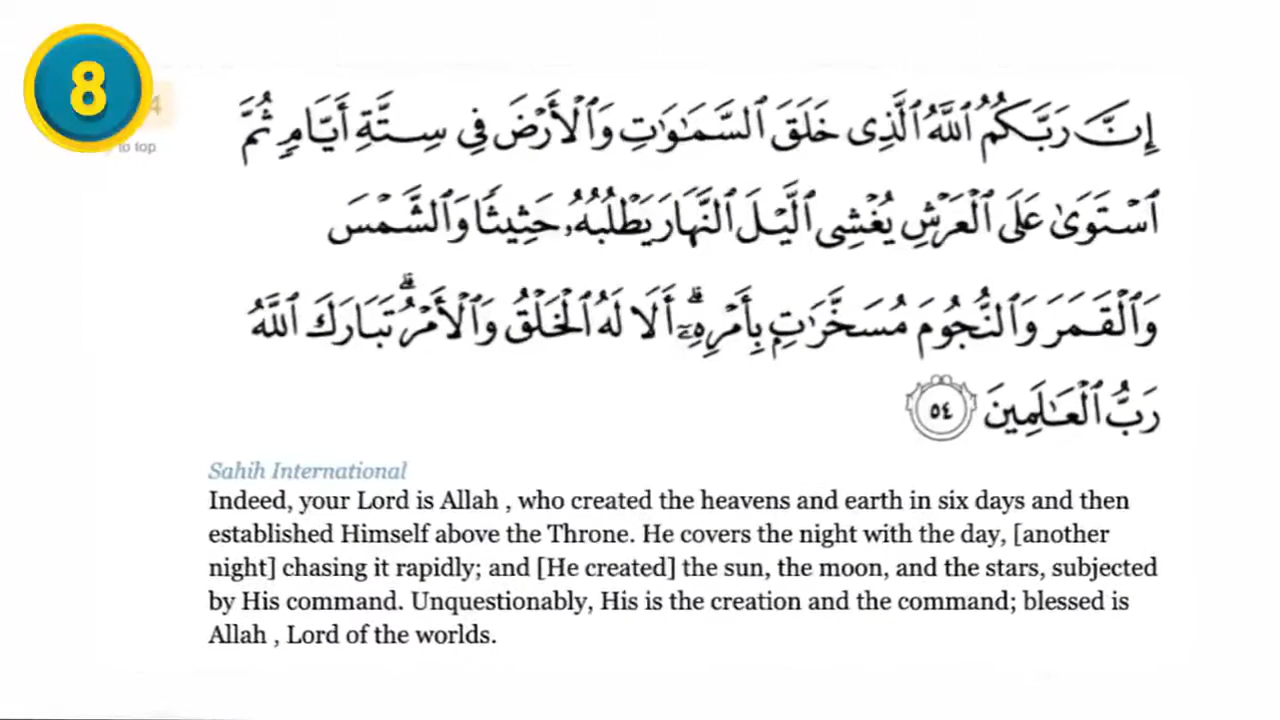 8
4
to top
إِنَّ رَبَّكُمُ ٱللَّهُ ٱلَّذِى خَلَقَ ٱلسَّمَٰوَٰتِ وَٱلْأَرْضَ فِى سِتَّةِ أَيَّامٍ ثُمَّ
ٱسْتَوَىٰ عَلَى ٱلْعَرْشِ يُغْشِى ٱلَّيْلَ ٱلنَّهَارَ يَطْلُبُهُۥ حَثِيثًا وَٱلشَّمْسَ
وَٱلْقَمَرَ وَٱلنُّجُومَ مُسَخَّرَٰتٍۭ بِأَمْرِهِۦٓ ۗ أَلَا لَهُ ٱلْخَلْقُ وَٱلْأَمْرُ ۗ تَبَارَكَ ٱللَّهُ
رَبُّ ٱلْعَٰلَمِينَ ٥٤
Sahih International
Indeed, your Lord is Allah , who created the heavens and earth in six days and then
established Himself above the Throne. He covers the night with the day, [another
night] chasing it rapidly; and [He created] the sun, the moon, and the stars, subjected
by His command. Unquestionably, His is the creation and the command; blessed is
Allah , Lord of the worlds.